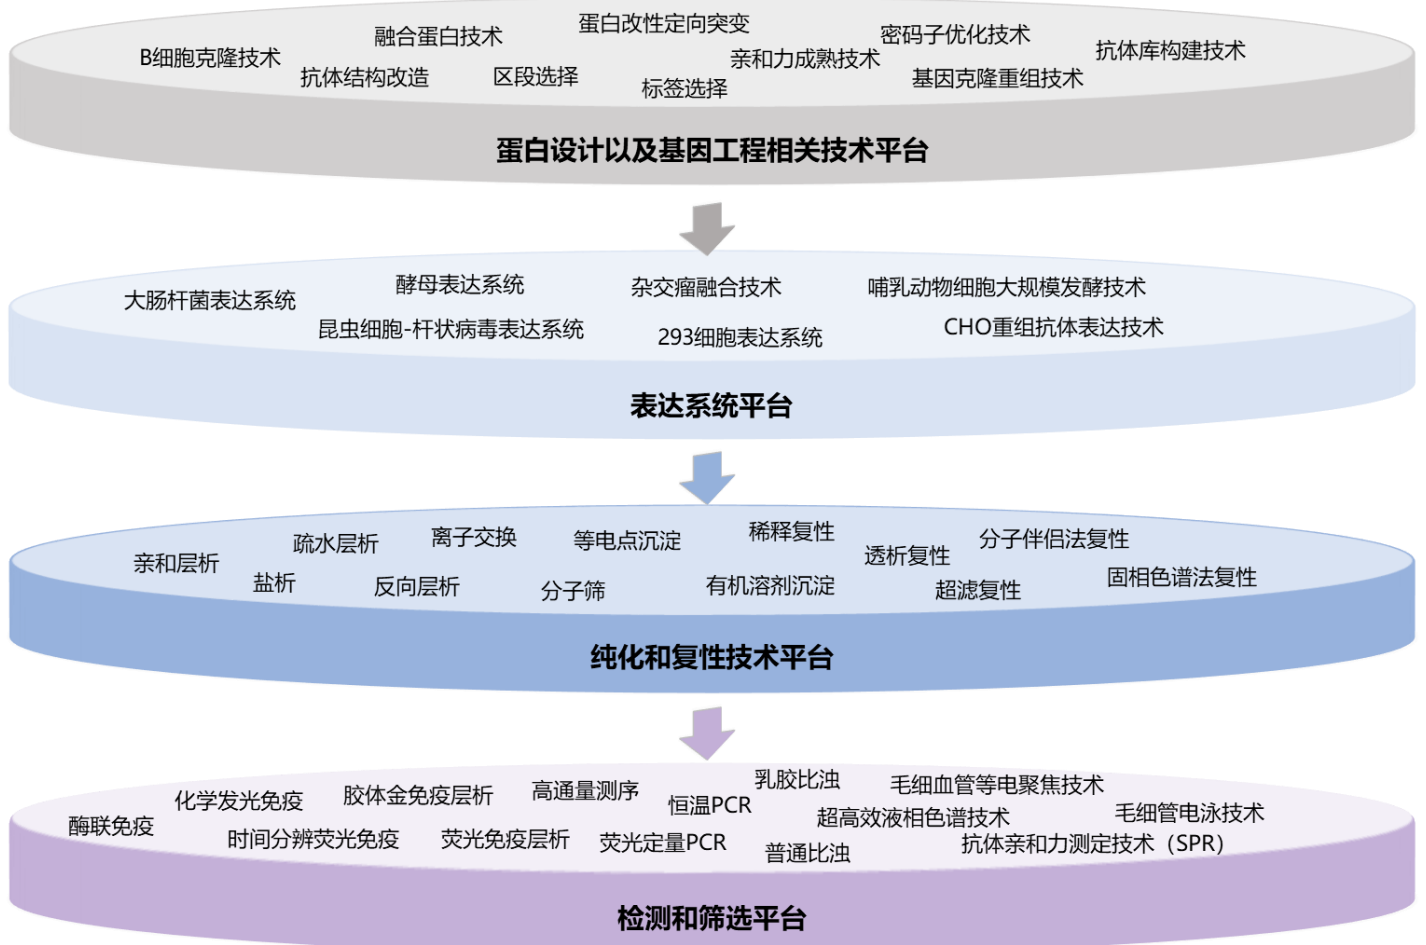 蛋白改性定向突变
融合蛋白技术
密码子优化技术
B细胞克隆技术
亲和力成熟技术
抗体库构建技术
抗体结构改造
区段选择
标签选择
基因克隆重组技术
蛋白设计以及基因工程相关技术平台
大肠杆菌表达系统
酵母表达系统
杂交瘤融合技术
哺乳动物细胞大规模发酵技术
昆虫细胞-杆状病毒表达系统
293细胞表达系统
CHO重组抗体表达技术
表达系统平台
亲和层析
疏水层析
离子交换
等电点沉淀
稀释复性
透析复性
分子伴侣法复性
盐析
反向层析
分子筛
有机溶剂沉淀
超滤复性
固相色谱法复性
纯化和复性技术平台
酶联免疫
化学发光免疫
胶体金免疫层析
高通量测序
恒温PCR
乳胶比浊
毛细血管等电聚焦技术
超高效液相色谱技术
毛细管电泳技术
时间分辨荧光免疫
荧光免疫层析
荧光定量PCR
普通比浊
抗体亲和力测定技术（SPR）
检测和筛选平台